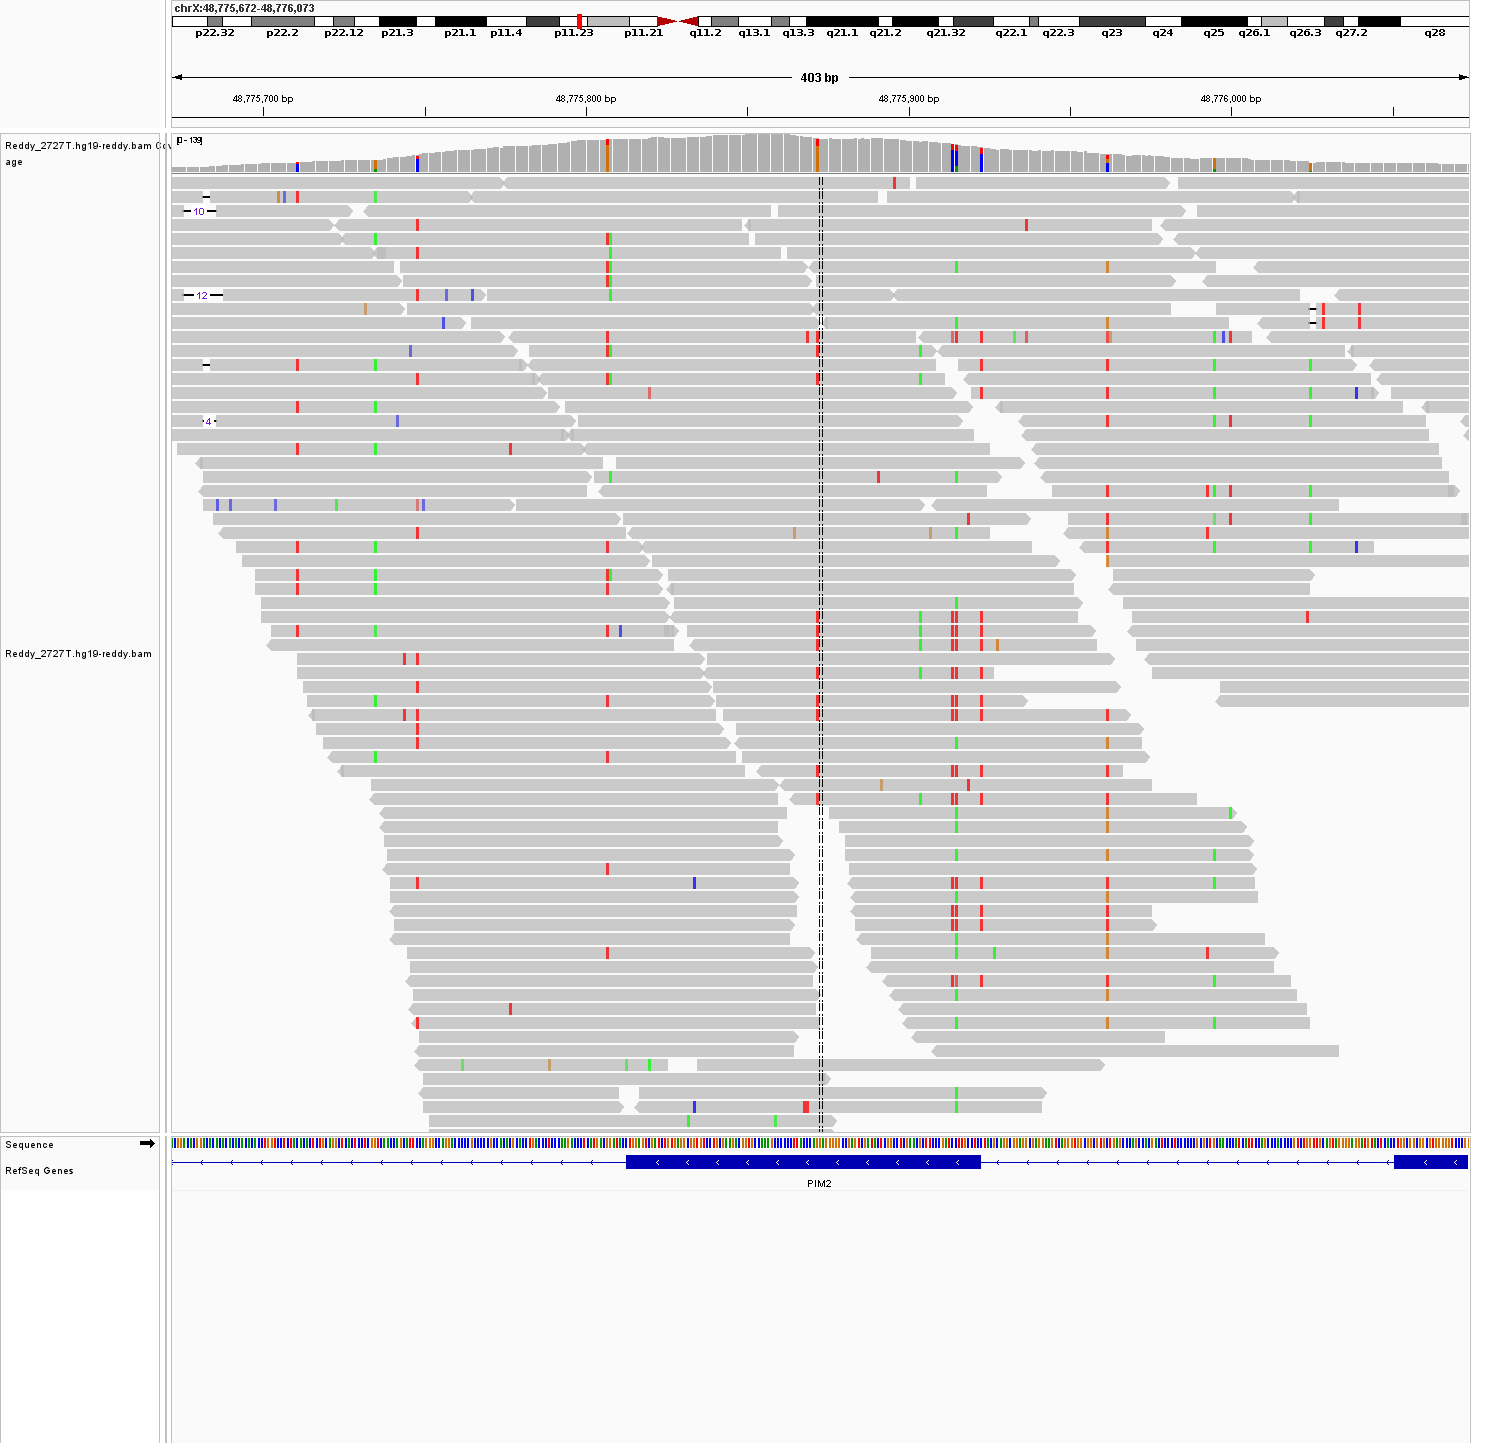 chrX:48,775,672-48,776,073
p22.32 p22.2 p22.12 p21.3 p21.1 p11.4 p11.23 p11.21 q11.2 q13.1 q13.3 q21.1 q21.2 q21.32 q22.1 q22.3 q23 q24 q25 q26.1 q26.3 q27.2 q28
403 bp
48,775,700 bp 48,775,800 bp 48,775,900 bp 48,776,000 bp
Reddy_2727T.hg19-reddy.bam Cov
age
[0 - 139]
10
12
4
Reddy_2727T.hg19-reddy.bam
Sequence
RefSeq Genes
PIM2